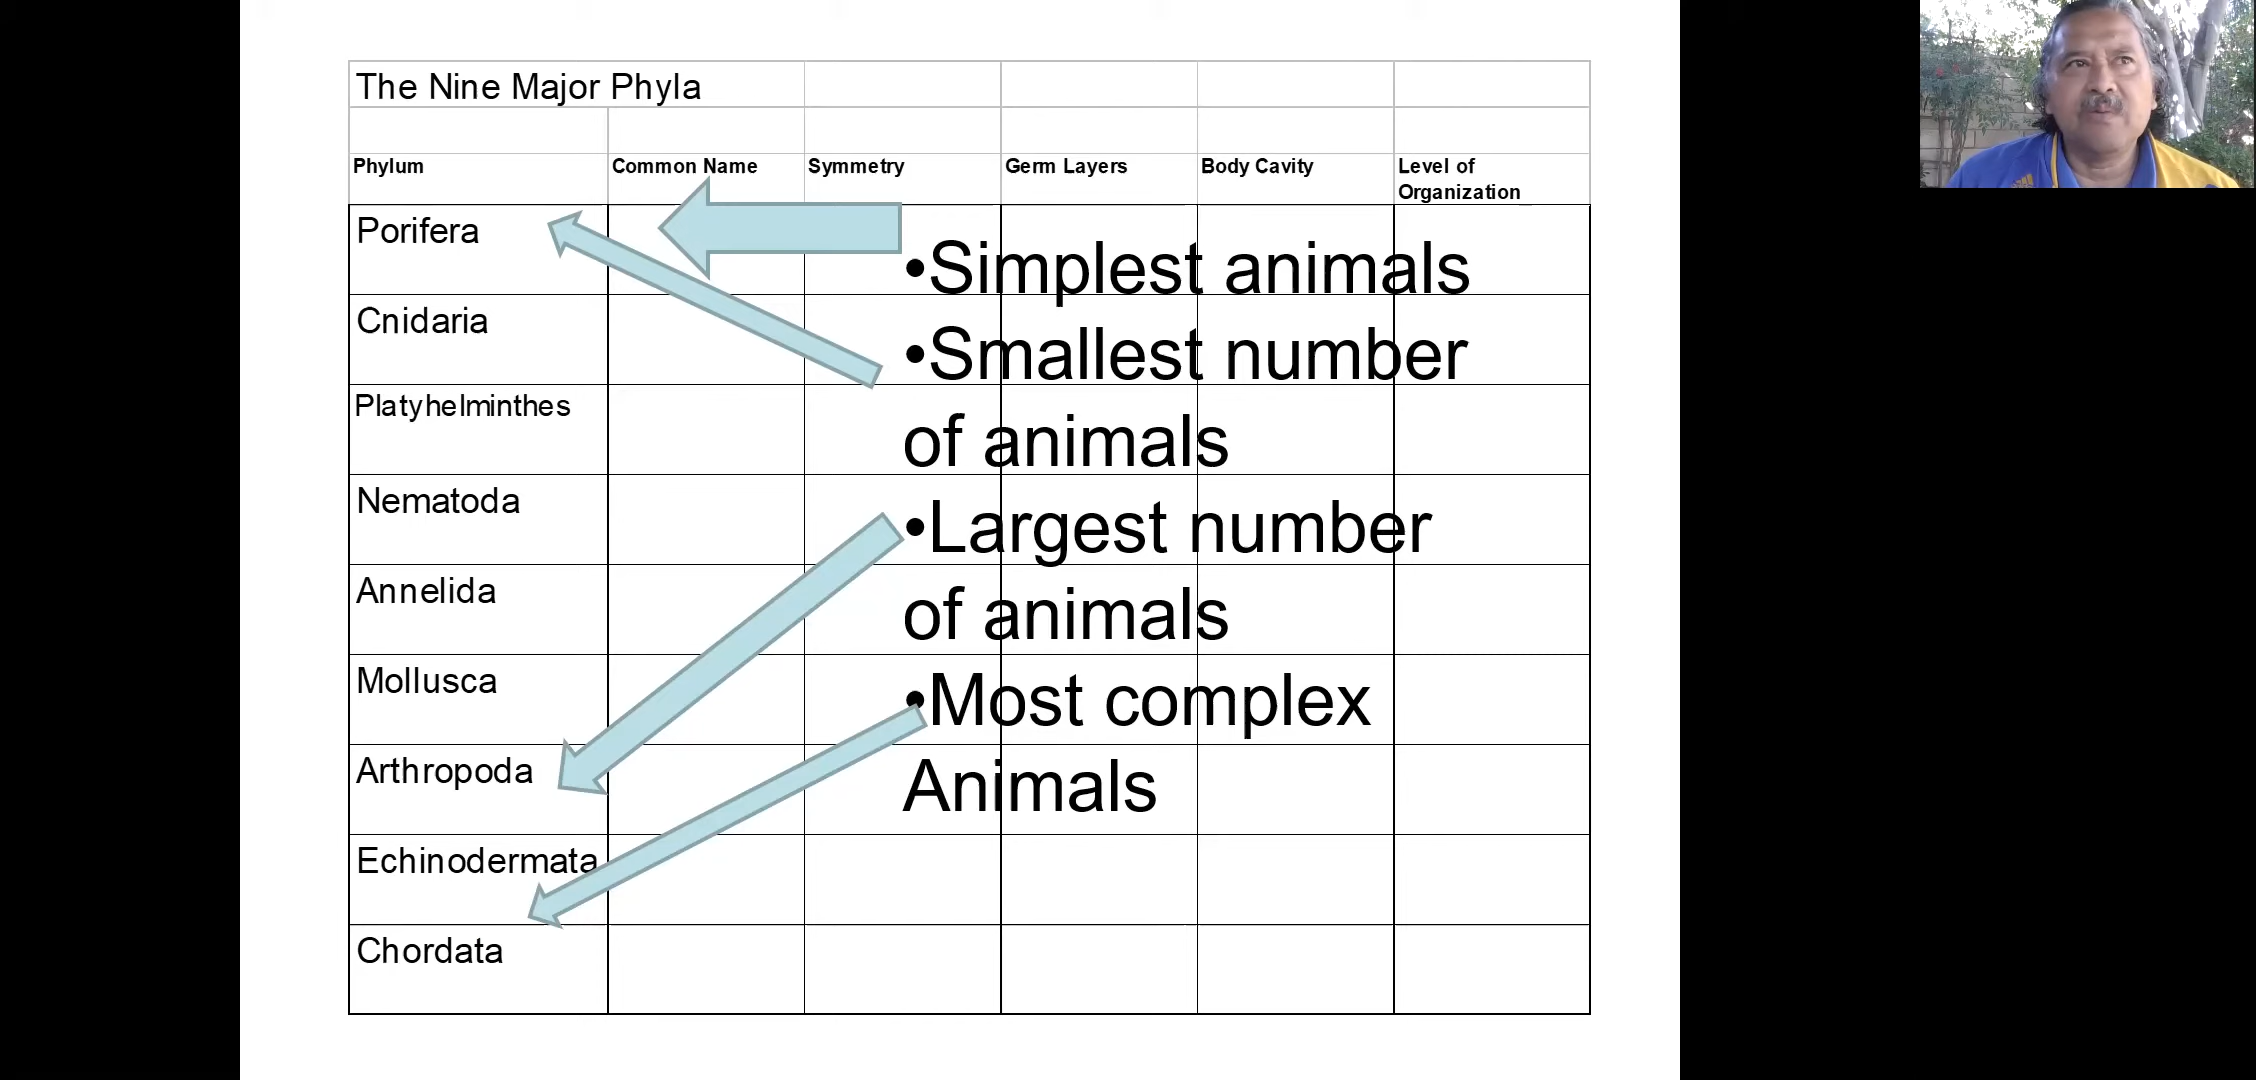 The Nine Major Phyla
Phylum Common Name Symmetry Germ Layers Body Cavity Level of
Organization
Porifera
•Simplest animals
Cnidaria
•Smallest number
Platyhelminthes
of animals
Nematoda
•Largest number
Annelida
of animals
Mollusca
•Most complex
Arthropoda
Animals
Echinodermata
Chordata